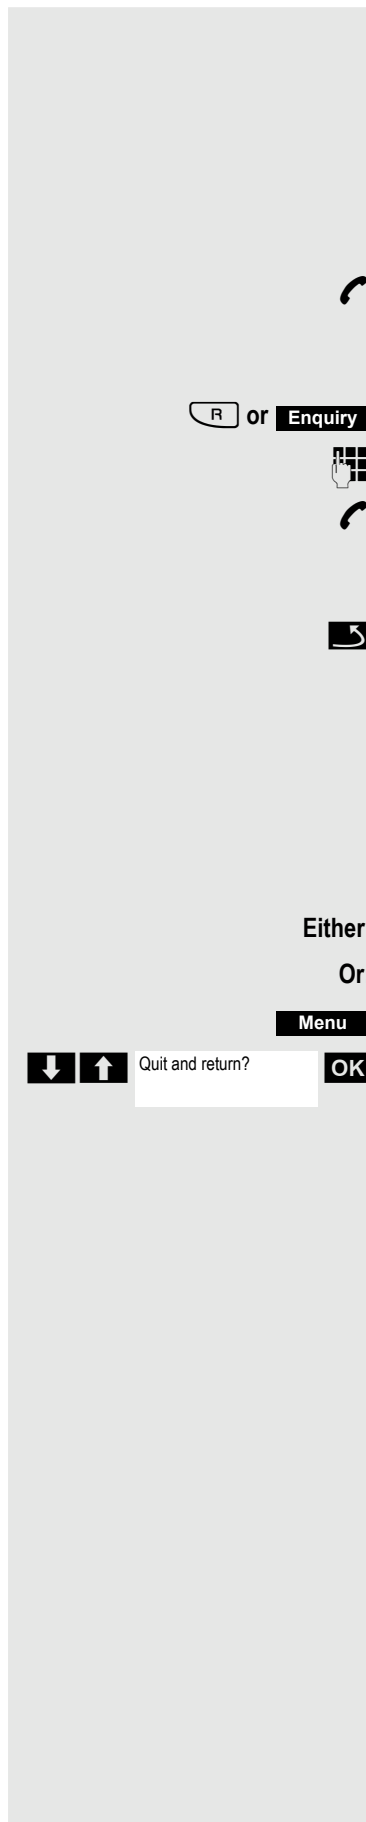 R or Enquiry
Either
Or
Menu
Quit and return? OK